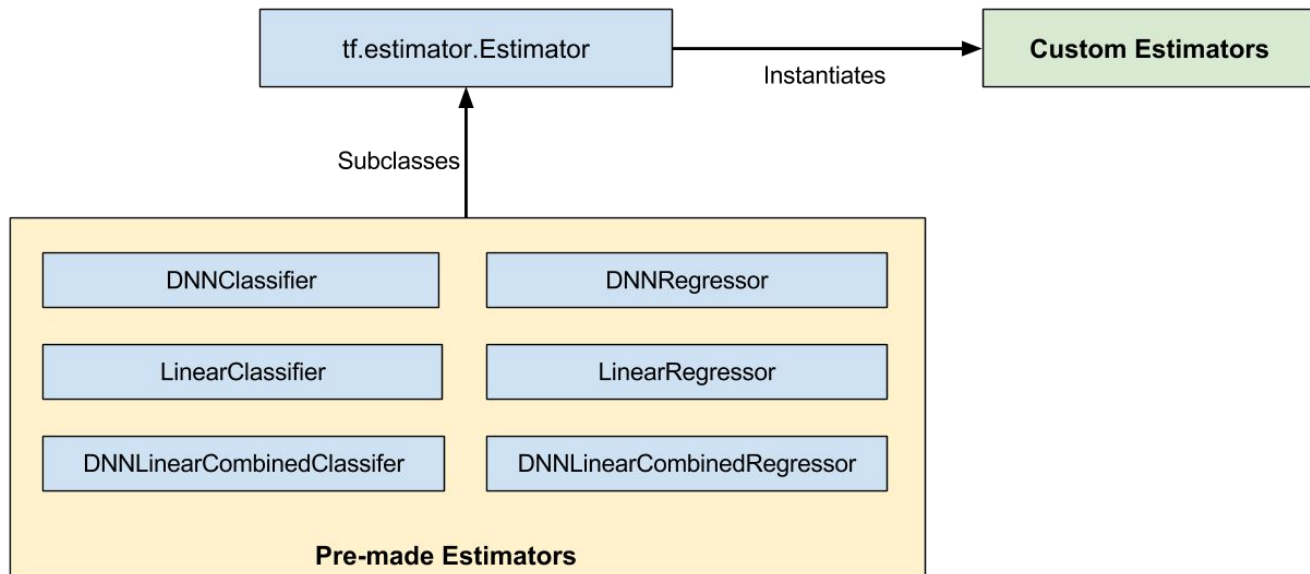 tf.estimator.Estimator
Custom Estimators
Instantiates
Subclasses
DNNClassifier
DNNRegressor
LinearClassifier
LinearRegressor
DNNLinearCombinedClassifer
DNNLinearCombinedRegressor
Pre-made Estimators